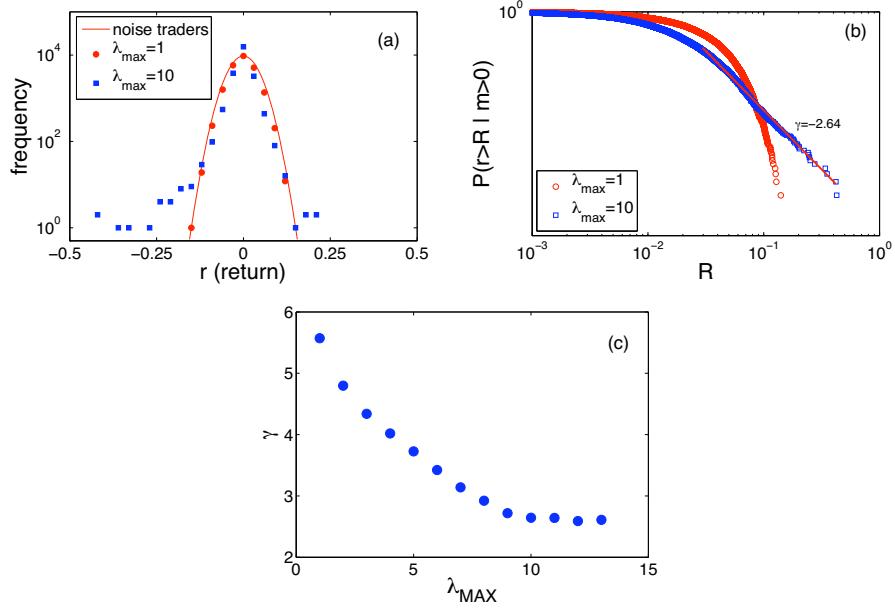 (a)
noise traders
λmax=1
λmax=10
frequency
10^4
10^2
10^0
−0.5
−0.25
0
0.25
0.5
r (return)
(b)
10^0
P(r>R | m>0)
γ=−2.64
λmax=1
λmax=10
10^−3
10^−2
10^−1
10^0
R
(c)
6
5
4
3
2
γ
0
5
10
15
λMAX